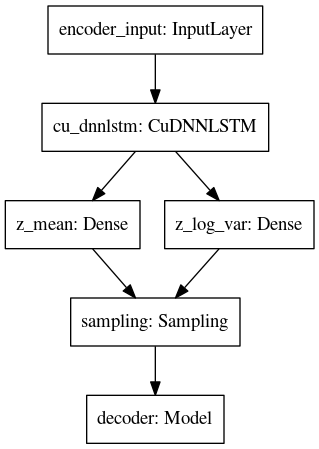 encoder_input: InputLayer
cu_dnnlstm: CuDNNLSTM
z_mean: Dense
z_log_var: Dense
sampling: Sampling
decoder: Model